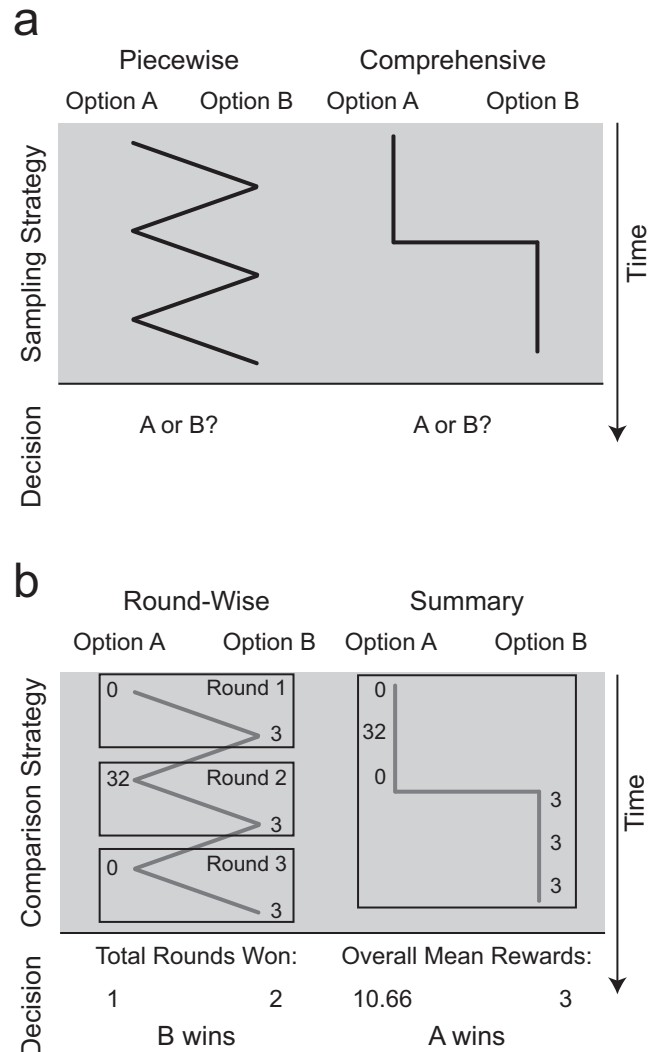 a
Piecewise Comprehensive
Option A Option B Option A Option B
Sampling Strategy
Time
Decision
A or B? A or B?
b
Round-Wise Summary
Option A Option B Option A Option B
Comparison Strategy
Time
0 Round 1 0
3 32
32 Round 2 0
3 3
0 Round 3 3
3 3
Decision
Total Rounds Won: Overall Mean Rewards:
1 2 10.66 3
B wins A wins